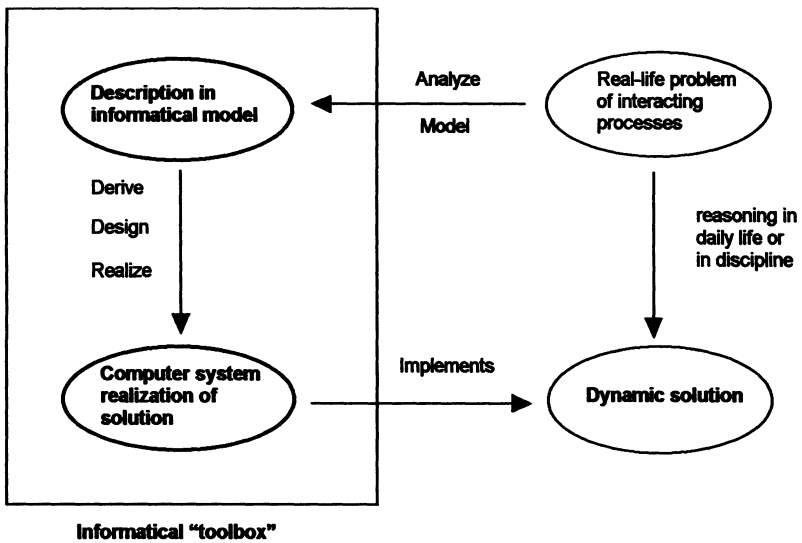 Description in
informatical model
Analyze
Model
Real-life problem
of interacting
processes
Derive
Design
Realize
reasoning in
daily life or
in discipline
Computer system
realization of
solution
Implements
Dynamic solution
Informatical “toolbox”